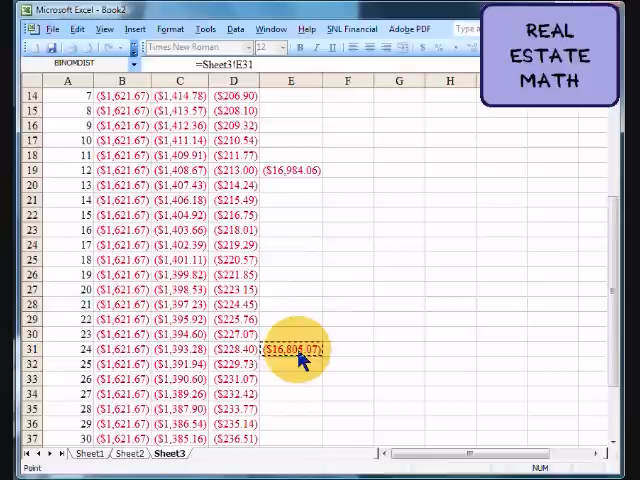 Microsoft Excel - Book2
File Edit View Insert Format Tools Data Window Help SNL Financial Adobe PDF
Times New Roman 12 B I U
BINOMDIST =Sheet3!E31
A B C D E F G H
14 7 ($1,621.67) ($1,414.78) ($206.90)
15 8 ($1,621.67) ($1,413.57) ($208.10)
16 9 ($1,621.67) ($1,412.36) ($209.32)
17 10 ($1,621.67) ($1,411.14) ($210.54)
18 11 ($1,621.67) ($1,409.91) ($211.77)
19 12 ($1,621.67) ($1,408.67) ($213.00) ($16,984.06)
20 13 ($1,621.67) ($1,407.43) ($214.24)
21 14 ($1,621.67) ($1,406.18) ($215.49)
22 15 ($1,621.67) ($1,404.92) ($216.75)
23 16 ($1,621.67) ($1,403.66) ($218.01)
24 17 ($1,621.67) ($1,402.39) ($219.29)
25 18 ($1,621.67) ($1,401.11) ($220.57)
26 19 ($1,621.67) ($1,399.82) ($221.85)
27 20 ($1,621.67) ($1,398.53) ($223.15)
28 21 ($1,621.67) ($1,397.23) ($224.45)
29 22 ($1,621.67) ($1,395.92) ($225.76)
30 23 ($1,621.67) ($1,394.60) ($227.07)
31 24 ($1,621.67) ($1,393.28) ($228.40) ($16,805.07)
32 25 ($1,621.67) ($1,391.94) ($229.73)
33 26 ($1,621.67) ($1,390.60) ($231.07)
34 27 ($1,621.67) ($1,389.26) ($232.42)
35 28 ($1,621.67) ($1,387.90) ($233.77)
36 29 ($1,621.67) ($1,386.54) ($235.14)
37 30 ($1,621.67) ($1,385.16) ($236.51)
Sheet1 Sheet2 Sheet3
Point NUM
REAL
ESTATE
MATH